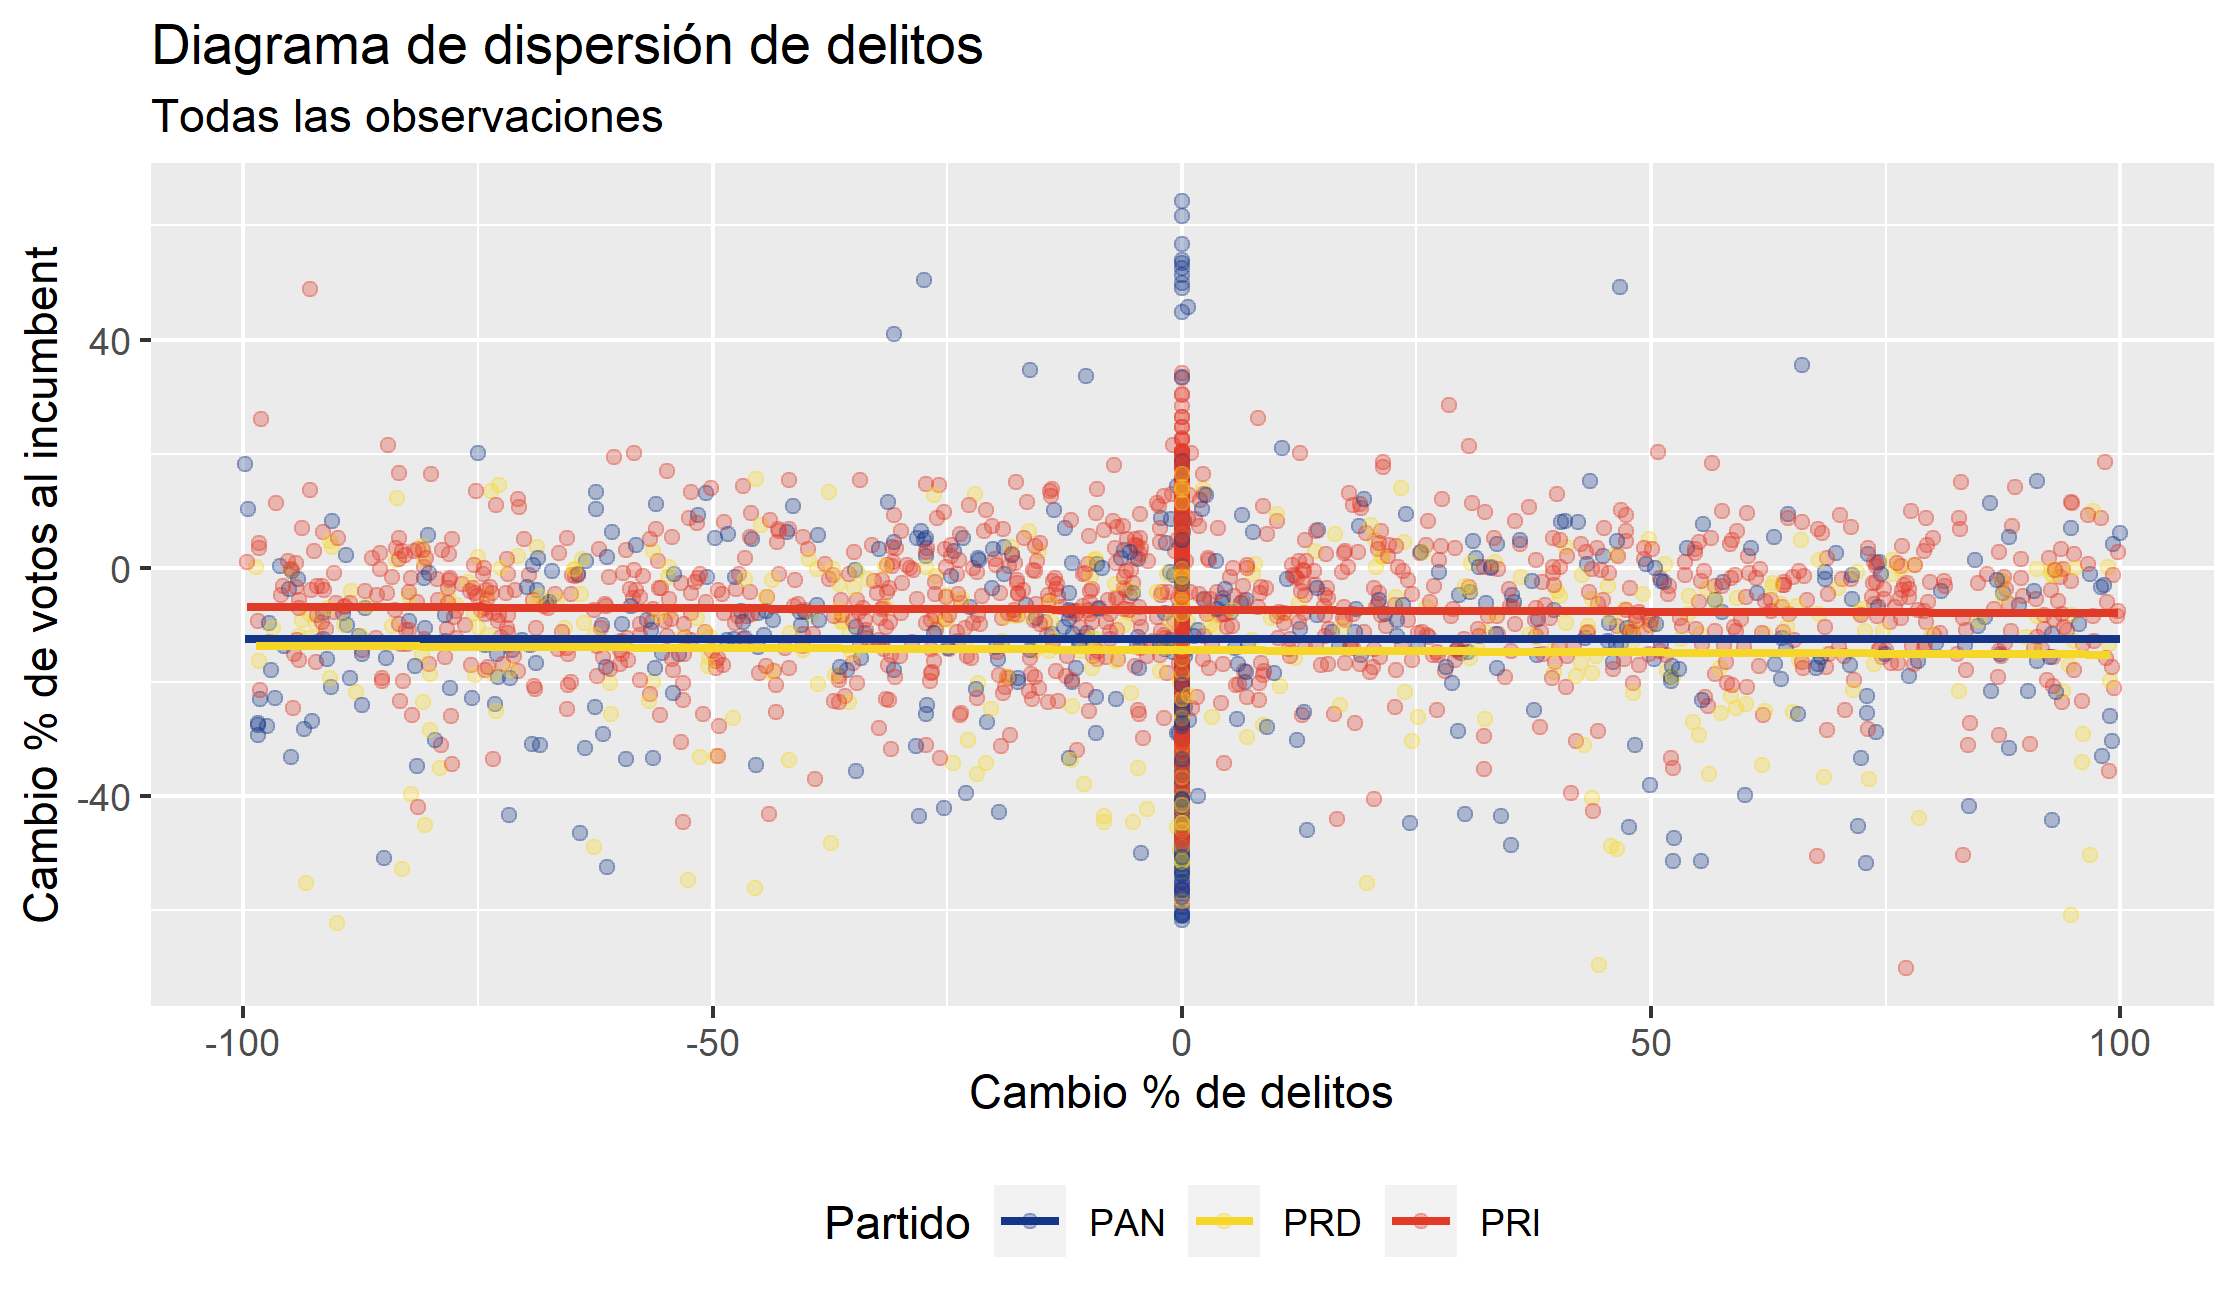 Diagrama de dispersión de delitos
Todas las observaciones
Cambio % de votos al incumbent
40
0
-40
-100 -50 0 50 100
Cambio % de delitos
Partido PAN PRD PRI